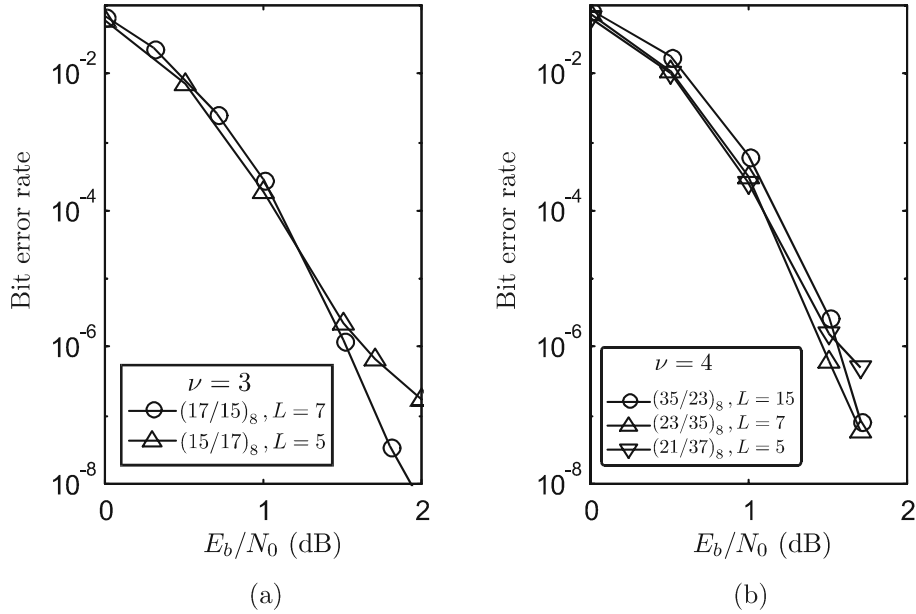 Bit error rate
10^{-2}
10^{-4}
10^{-6}
10^{-8}
ν = 3
(17/15)_8, L = 7
(15/17)_8, L = 5
0 1 2
E_b/N_0 (dB)
(a)
Bit error rate
10^{-2}
10^{-4}
10^{-6}
10^{-8}
ν = 4
(35/23)_8, L = 15
(23/35)_8, L = 7
(21/37)_8, L = 5
0 1 2
E_b/N_0 (dB)
(b)